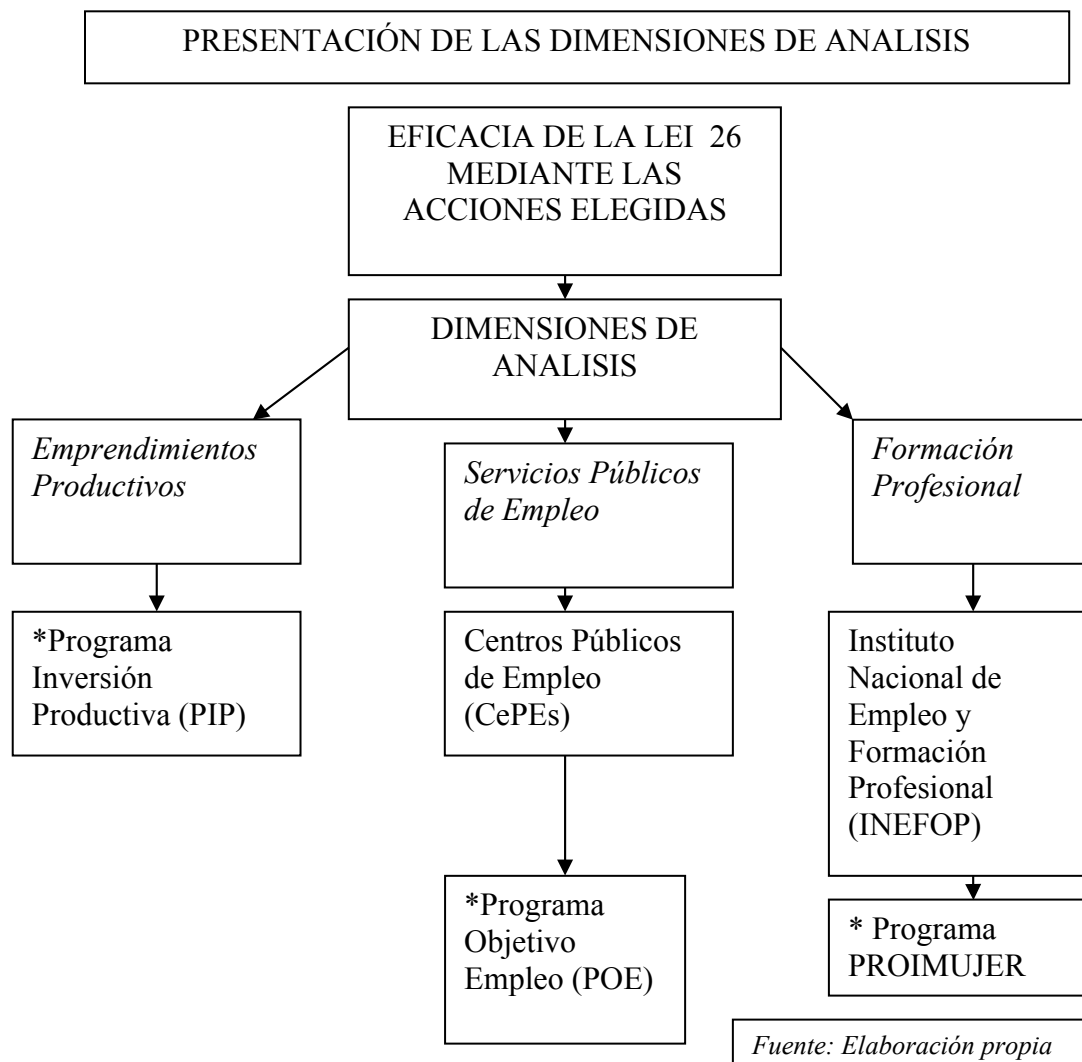 PRESENTACIÓN DE LAS DIMENSIONES DE ANALISIS
EFICACIA DE LA LEI 26
MEDIANTE LAS
ACCIONES ELEGIDAS
DIMENSIONES DE
ANALISIS
Emprendimientos
Productivos
Servicios Públicos
de Empleo
Formación
Profesional
*Programa
Inversión
Productiva (PIP)
Centros Públicos
de Empleo
(CePEs)
Instituto
Nacional de
Empleo y
Formación
Profesional
(INEFOP)
*Programa
Objetivo
Empleo (POE)
* Programa
PROIMUJER
Fuente: Elaboración propia